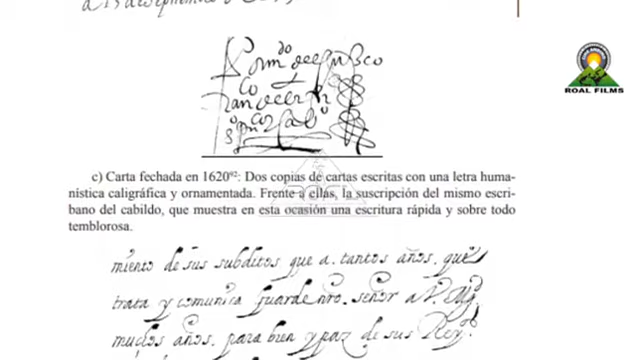 ROAL FILMS
c) Carta fechada en 1620⁹²: Dos copias de cartas escritas con una letra huma-
nística caligráfica y ornamentada. Frente a ellas, la suscripción del mismo escri-
bano del cabildo, que muestra en esta ocasión una escritura rápida y sobre todo
temblorosa.
miento de sus subditos que a tantos años, que
trata y comunica guarde nro. señor a V. Mg
muchos años, para bien y paz de sus Rey